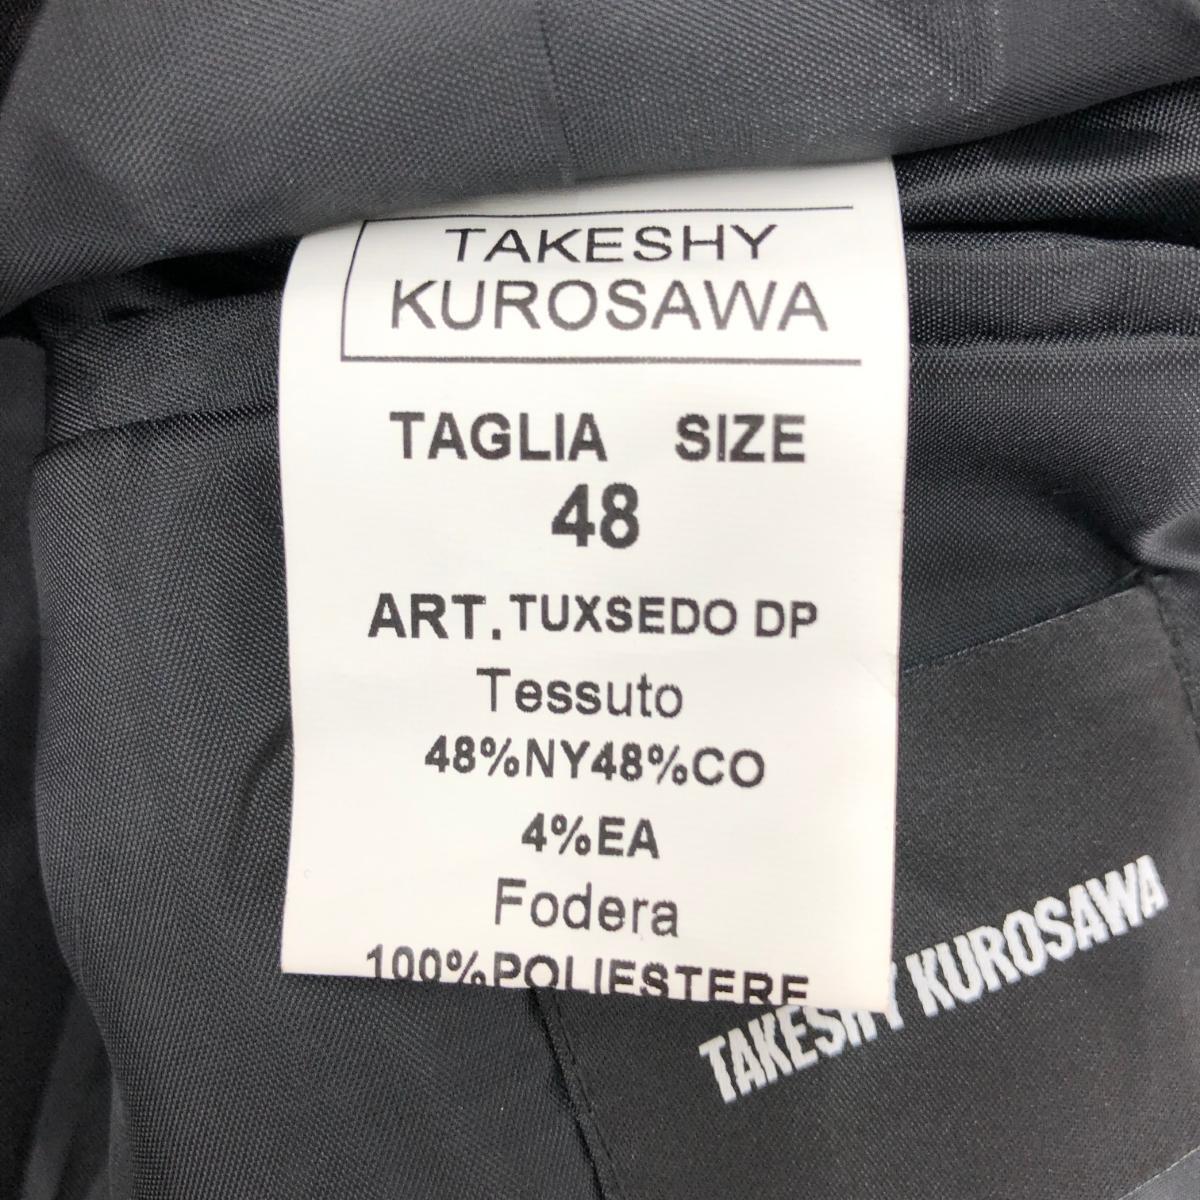 TAKESHY
KUROSAWA
TAGLIA SIZE
48
ART. TUXSEDO DP
Tessuto
48%NY48%CO
4%EA
Fodera
100%POLIESTERE
TAKESHY KUROSAWA